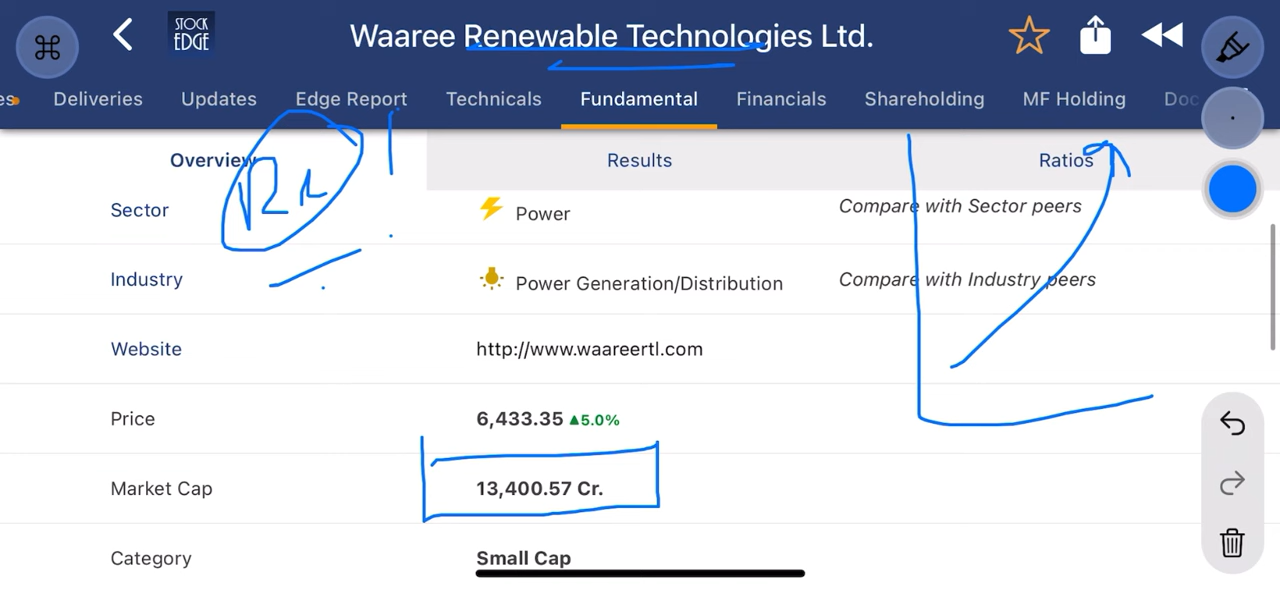 STOCK EDGE
Waaree Renewable Technologies Ltd.
Deliveries Updates Edge Report Technicals Fundamental Financials Shareholding MF Holding
Overview Results Ratios
Sector Power Compare with Sector peers
Industry Power Generation/Distribution Compare with Industry peers
Website http://www.waareertl.com
Price 6,433.35 ▲5.0%
Market Cap 13,400.57 Cr.
Category Small Cap